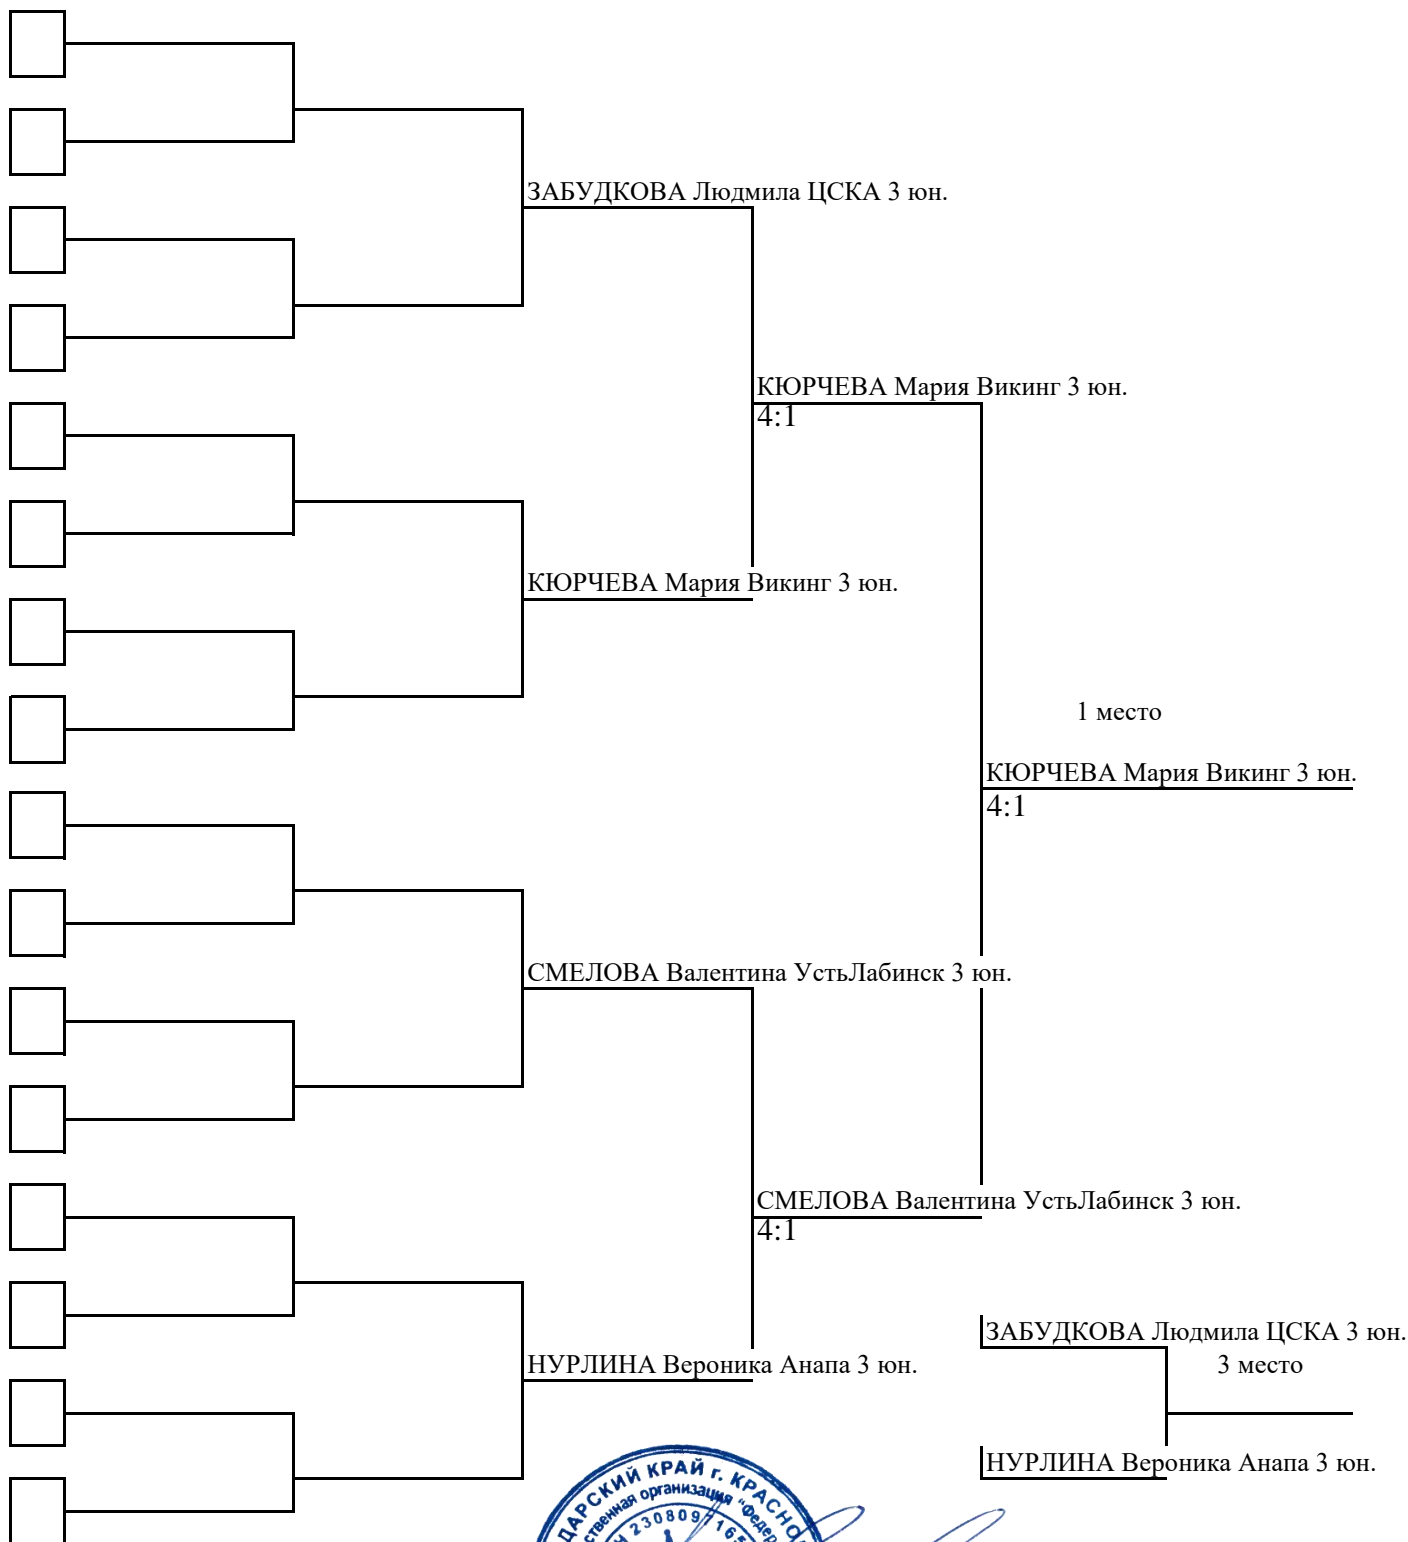 ЗАБУДКОВА Людмила ЦСКА 3 юн.
КЮРЧЕВА Мария Викинг 3 юн.
4:1
КЮРЧЕВА Мария Викинг 3 юн.
1 место
КЮРЧЕВА Мария Викинг 3 юн.
4:1
СМЕЛОВА Валентина УстьЛабинск 3 юн.
СМЕЛОВА Валентина УстьЛабинск 3 юн.
4:1
ЗАБУДКОВА Людмила ЦСКА 3 юн.
3 место
НУРЛИНА Вероника Анапа 3 юн.
НУРЛИНА Вероника Анапа 3 юн.
КРАЙ г.
организация